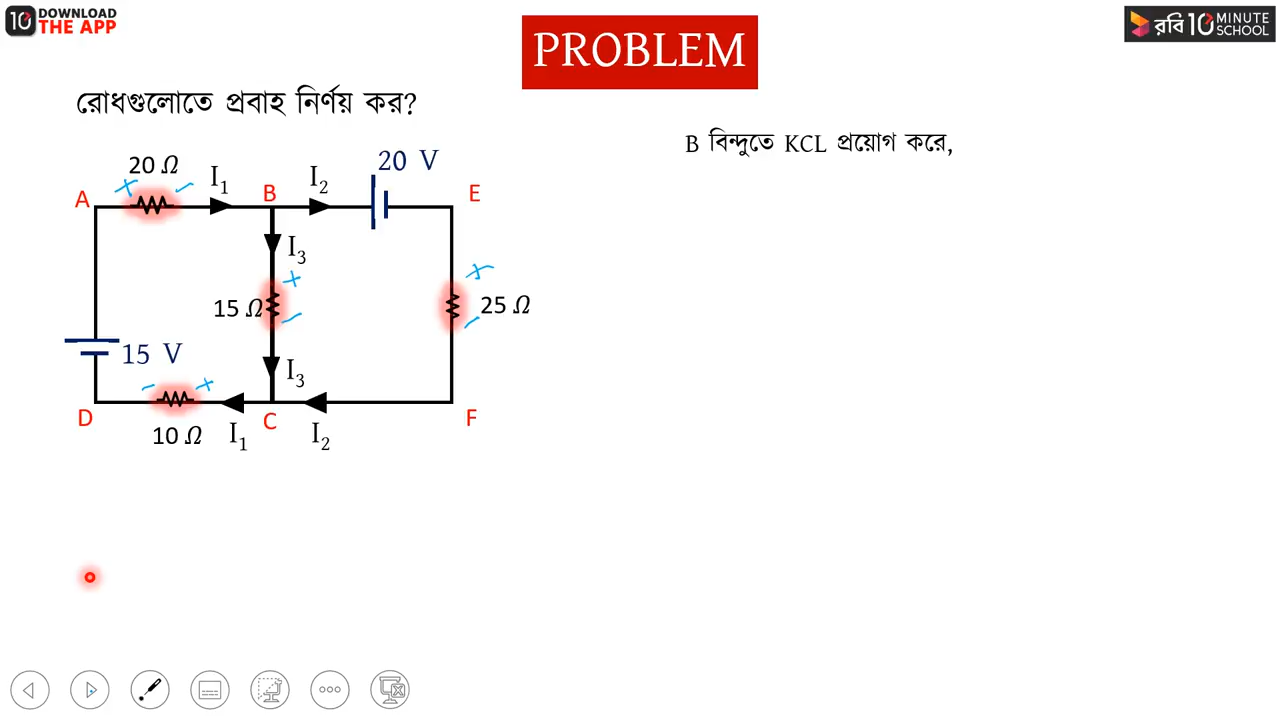 10 DOWNLOAD
THE APP
PROBLEM
রবি 10 MINUTE
SCHOOL
রোধগুলোতে প্রবাহ নির্ণয় কর?
B বিন্দুতে KCL প্রয়োগ করে,
20 Ω
20 V
A
+
-
I₁
B
I₂
E
I₃
+
+
15 Ω
25 Ω
-
-
15 V
I₃
-
+
D
C
F
10 Ω
I₁
I₂